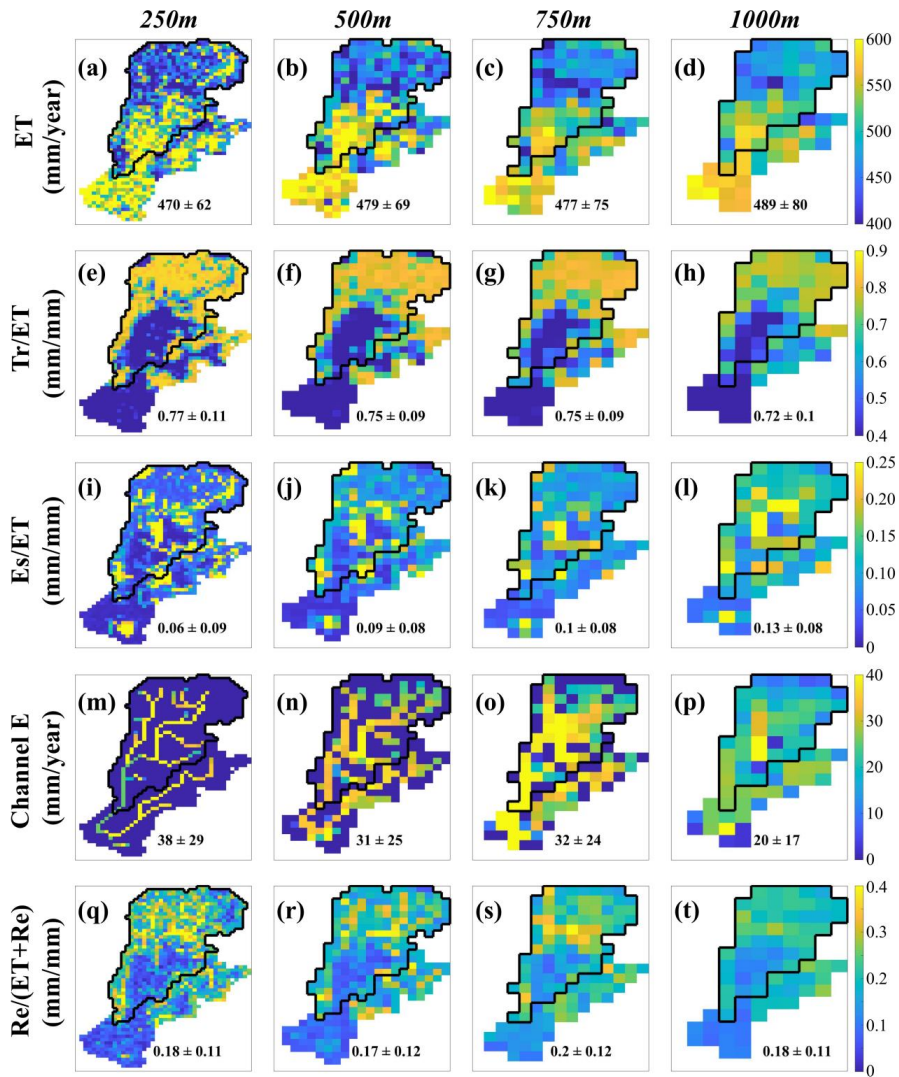 250m 500m 750m 1000m
ET
(mm/year)
(a) (b) (c) (d)
470 ± 62 479 ± 69 477 ± 75 489 ± 80
600
550
500
450
400
Tr/ET
(mm/mm)
(e) (f) (g) (h)
0.77 ± 0.11 0.75 ± 0.09 0.75 ± 0.09 0.72 ± 0.1
0.9
0.8
0.7
0.6
0.5
0.4
Es/ET
(mm/mm)
(i) (j) (k) (l)
0.06 ± 0.09 0.09 ± 0.08 0.1 ± 0.08 0.13 ± 0.08
0.25
0.20
0.15
0.10
0.05
0
Channel E
(mm/year)
(m) (n) (o) (p)
38 ± 29 31 ± 25 32 ± 24 20 ± 17
40
30
20
10
0
Re/(ET+Re)
(mm/mm)
(q) (r) (s) (t)
0.18 ± 0.11 0.17 ± 0.12 0.2 ± 0.12 0.18 ± 0.11
0.4
0.3
0.2
0.1
0